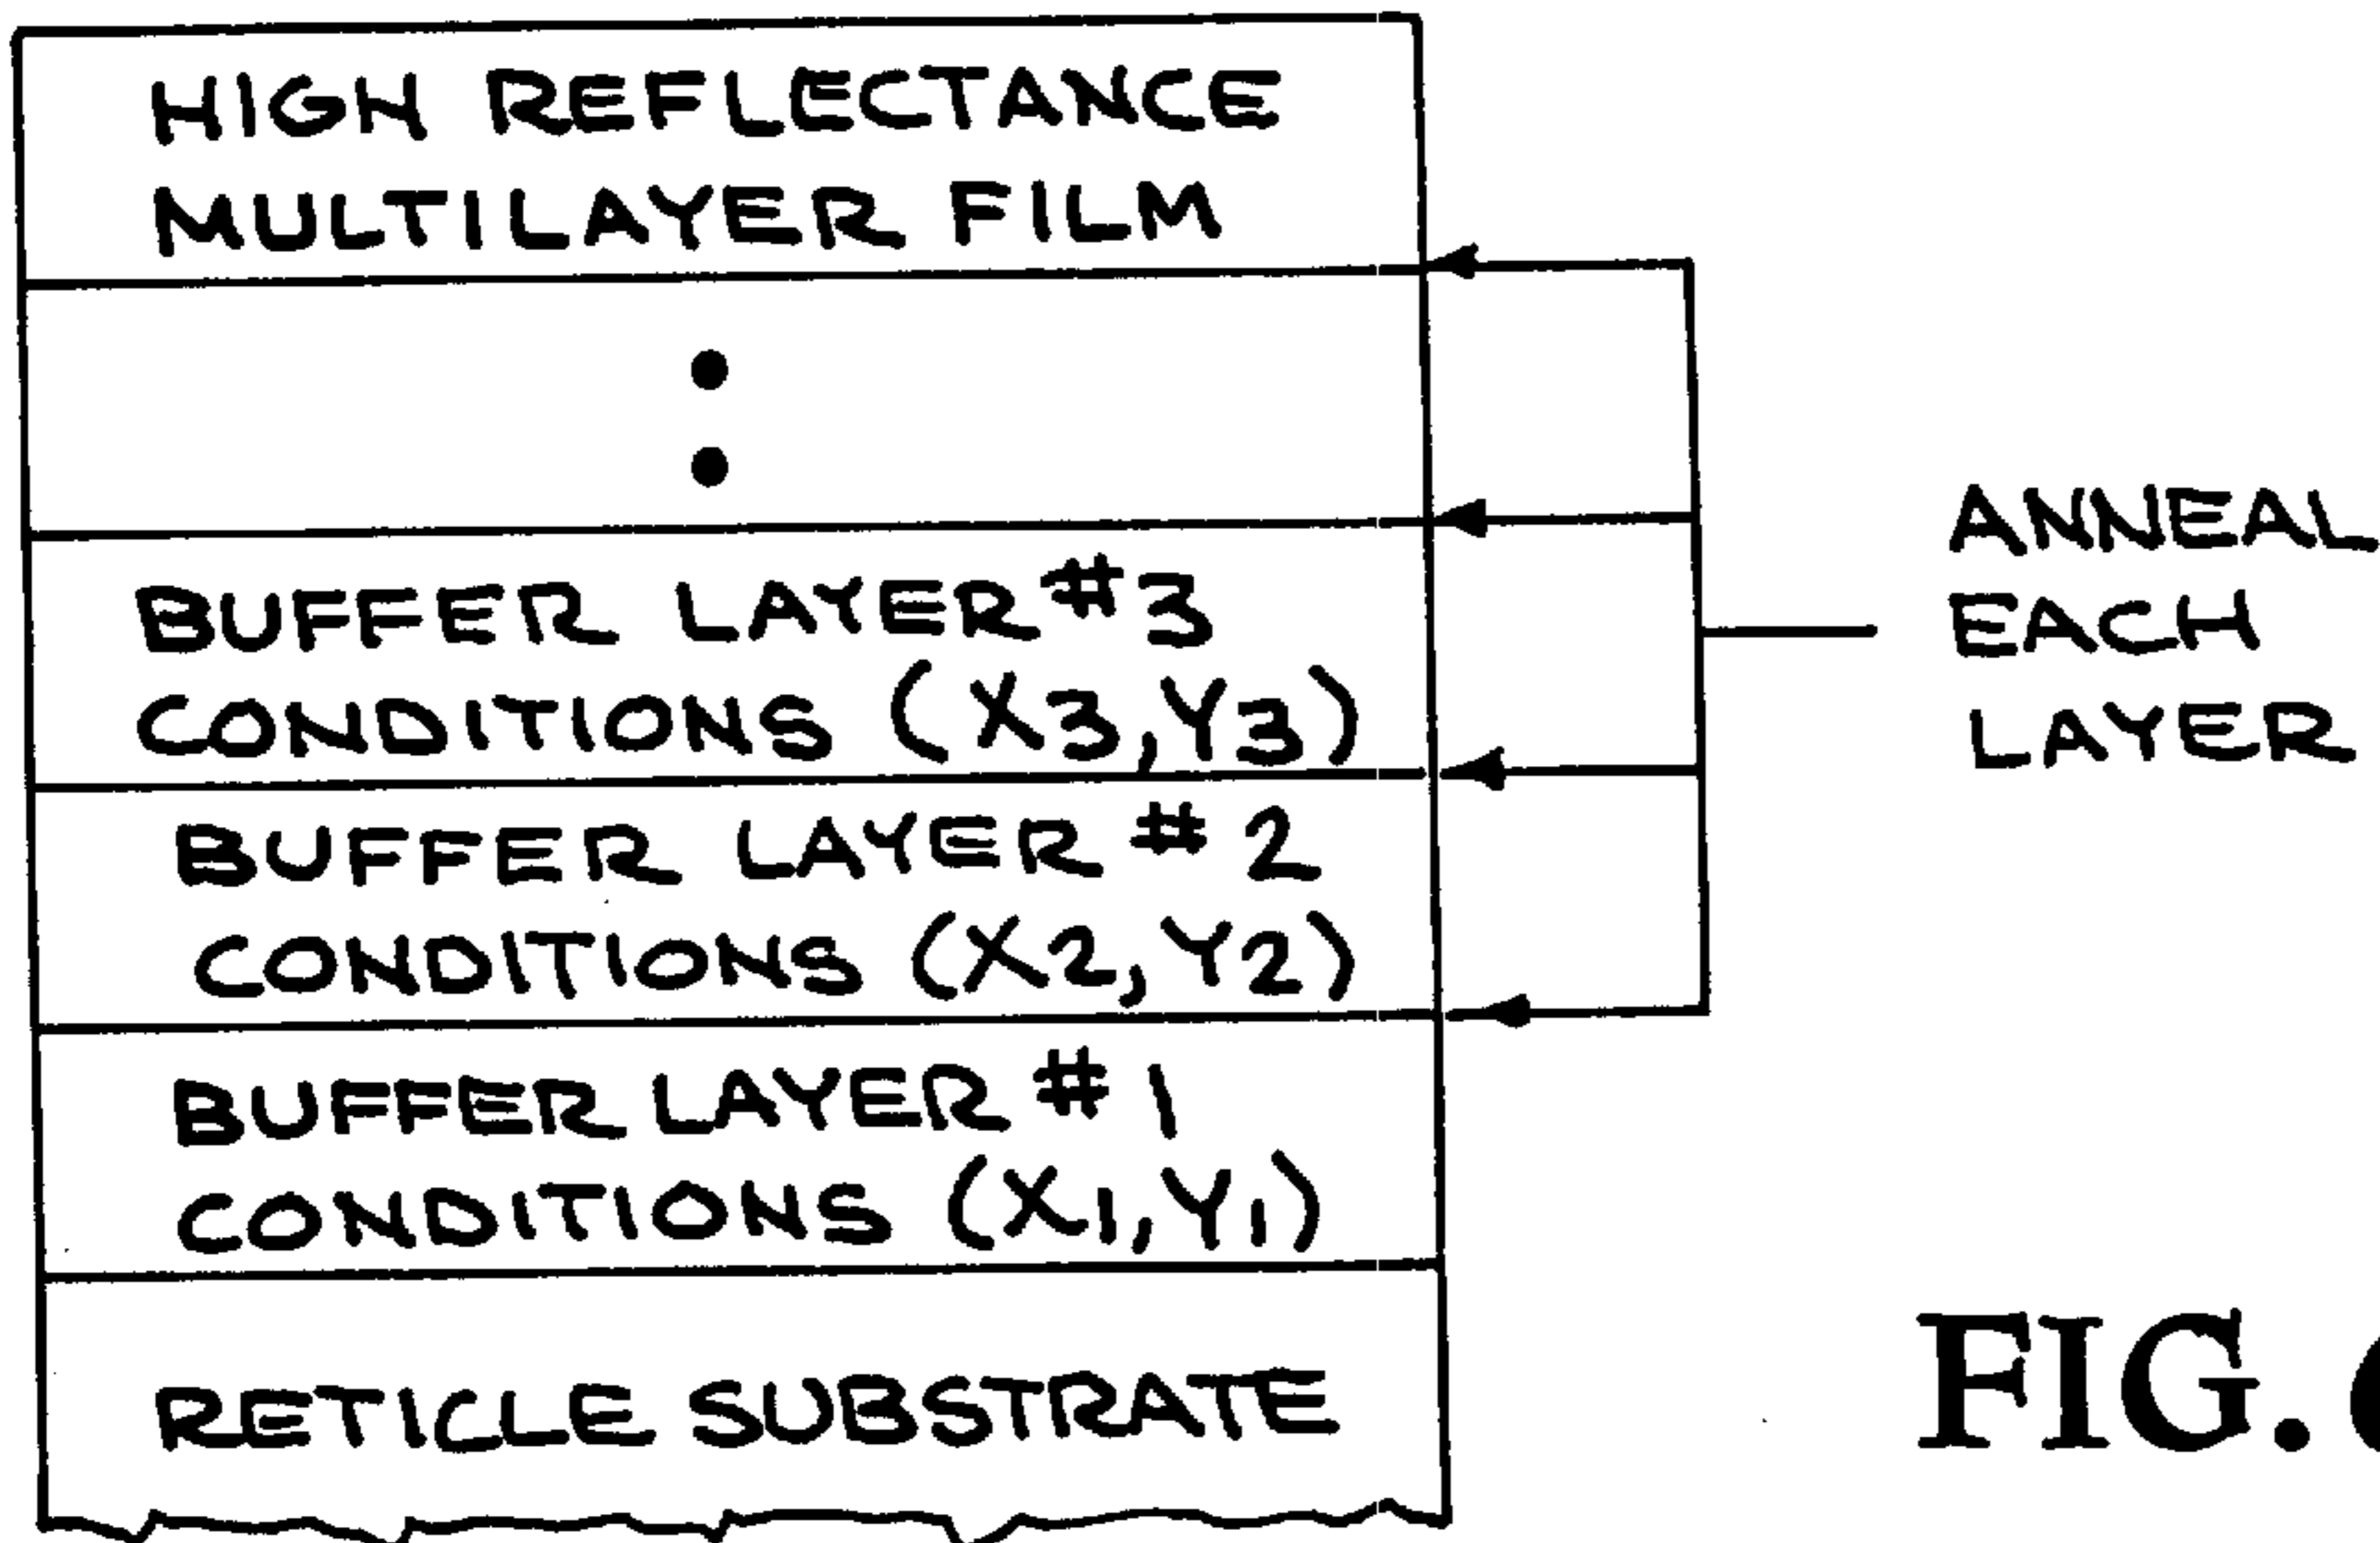 HIGH REFLECTANCE
MULTILAYER FILM
BUFFER LAYER #3
CONDITIONS (X3,Y3)
BUFFER LAYER # 2
CONDITIONS (X2,Y2)
BUFFER LAYER # 1
CONDITIONS (X1,Y1)
RETICLE SUBSTRATE
ANNEAL
EACH
LAYER
FIG.